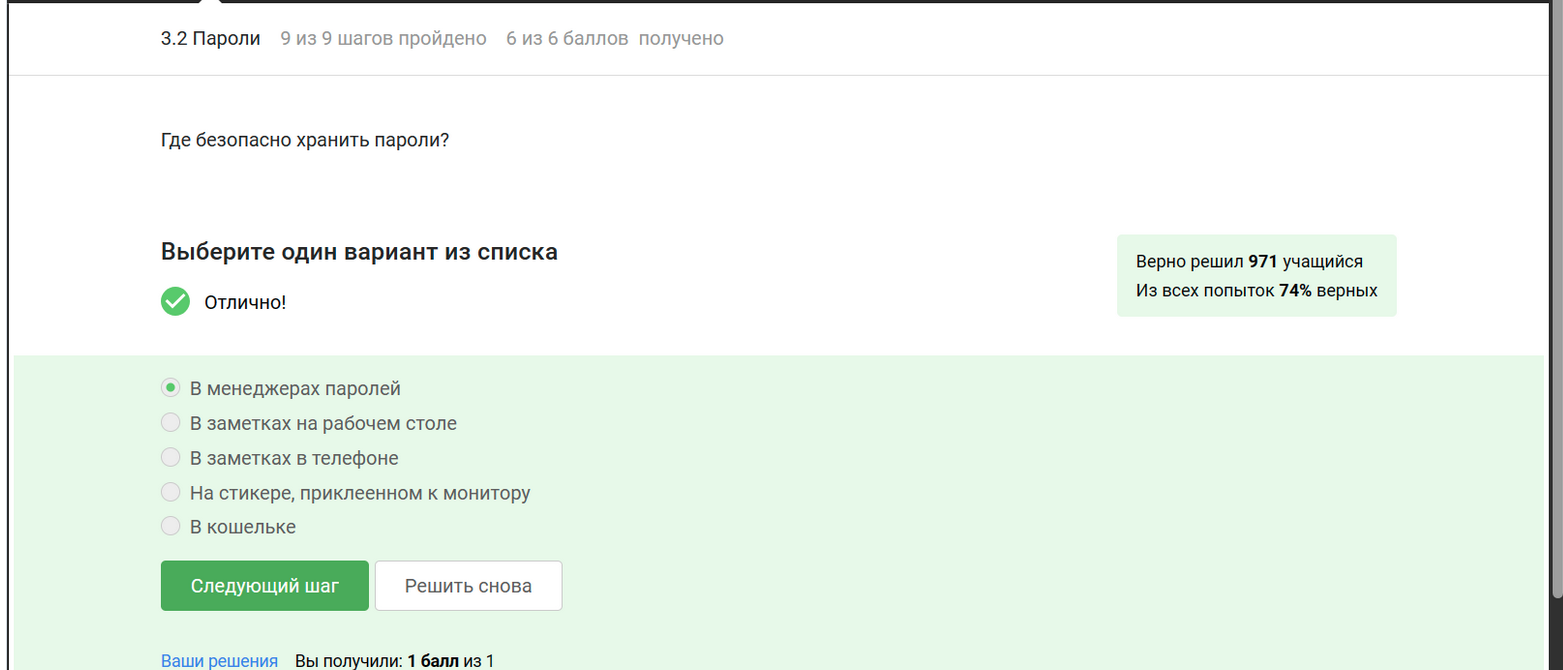 3.2 Пароли 9 из 9 шагов пройдено 6 из 6 баллов получено
Где безопасно хранить пароли?
Выберите один вариант из списка
Отлично!
Верно решил 971 учащийся
Из всех попыток 74% верных
В менеджерах паролей
В заметках на рабочем столе
В заметках в телефоне
На стикере, приклеенном к монитору
В кошельке
Следующий шаг Решить снова
Ваши решения Вы получили: 1 балл из 1